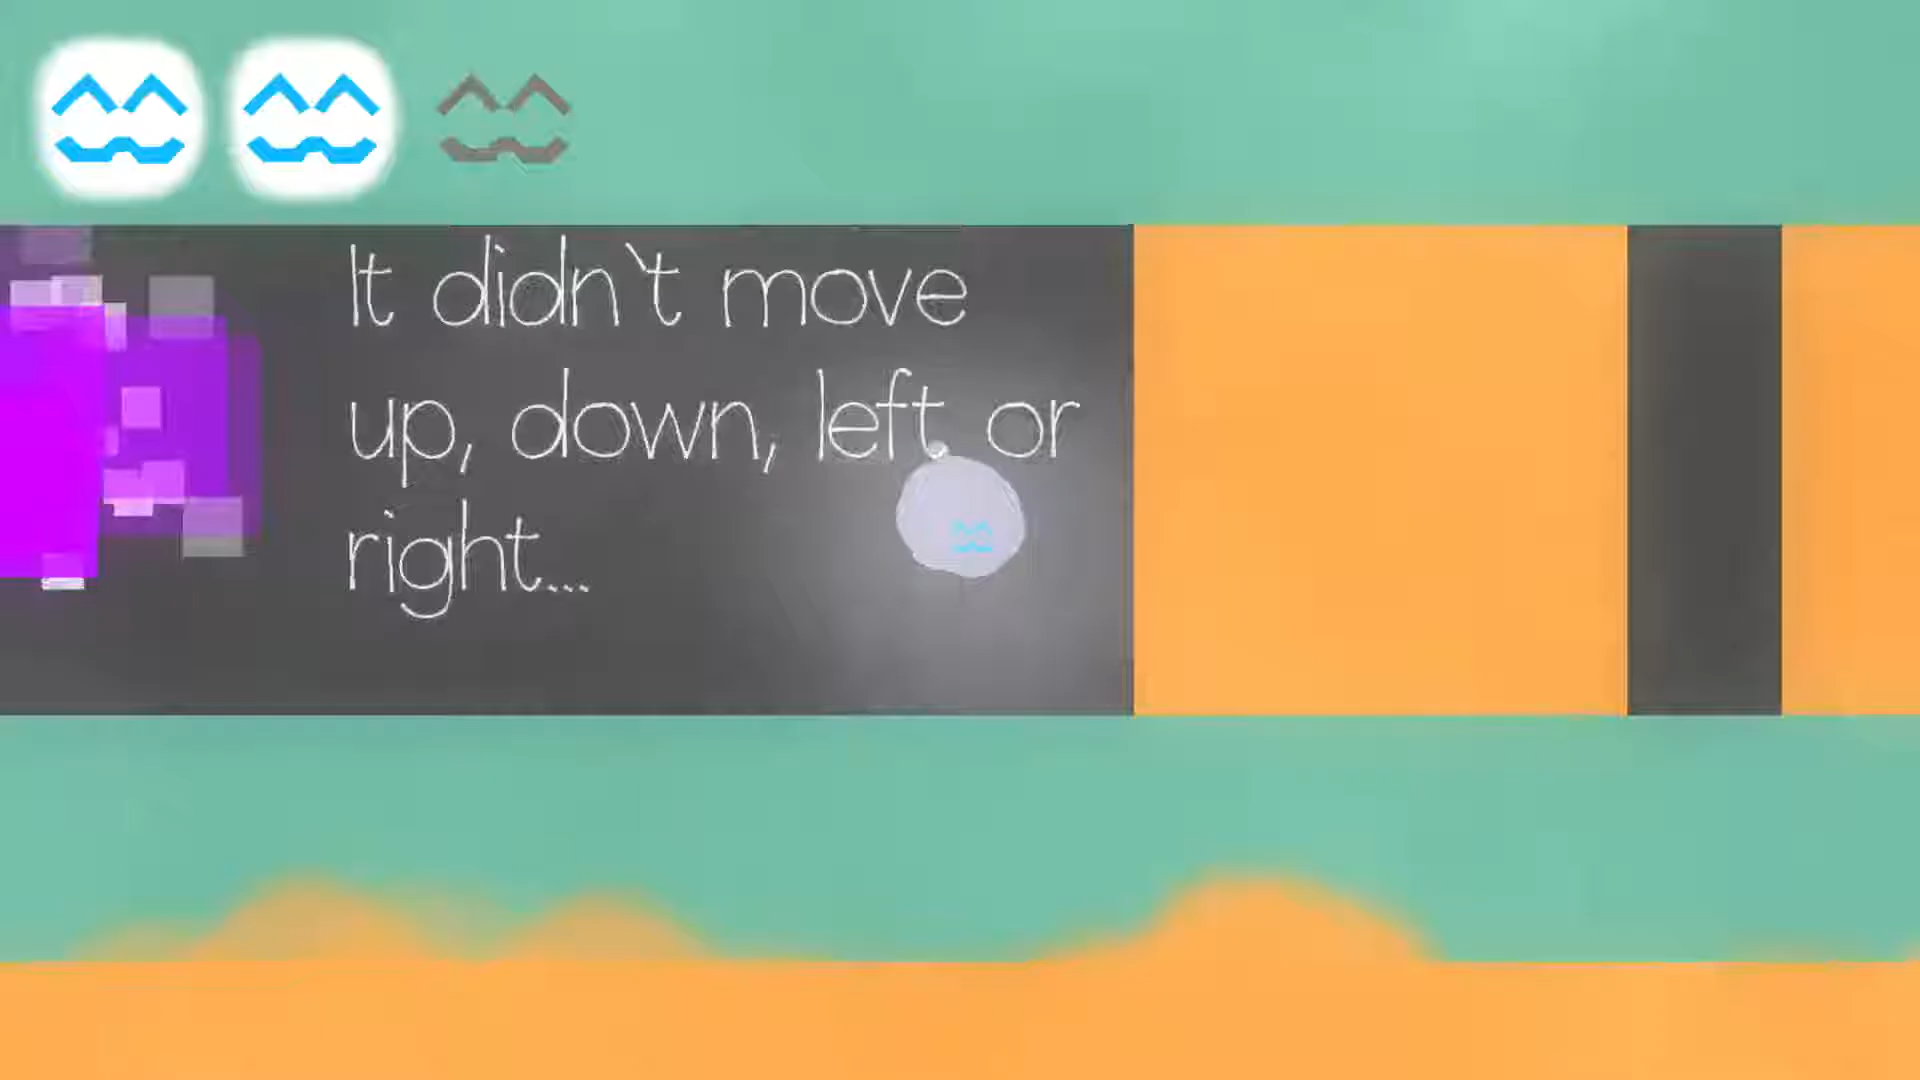 It didn`t move
up, down, left, or
right...